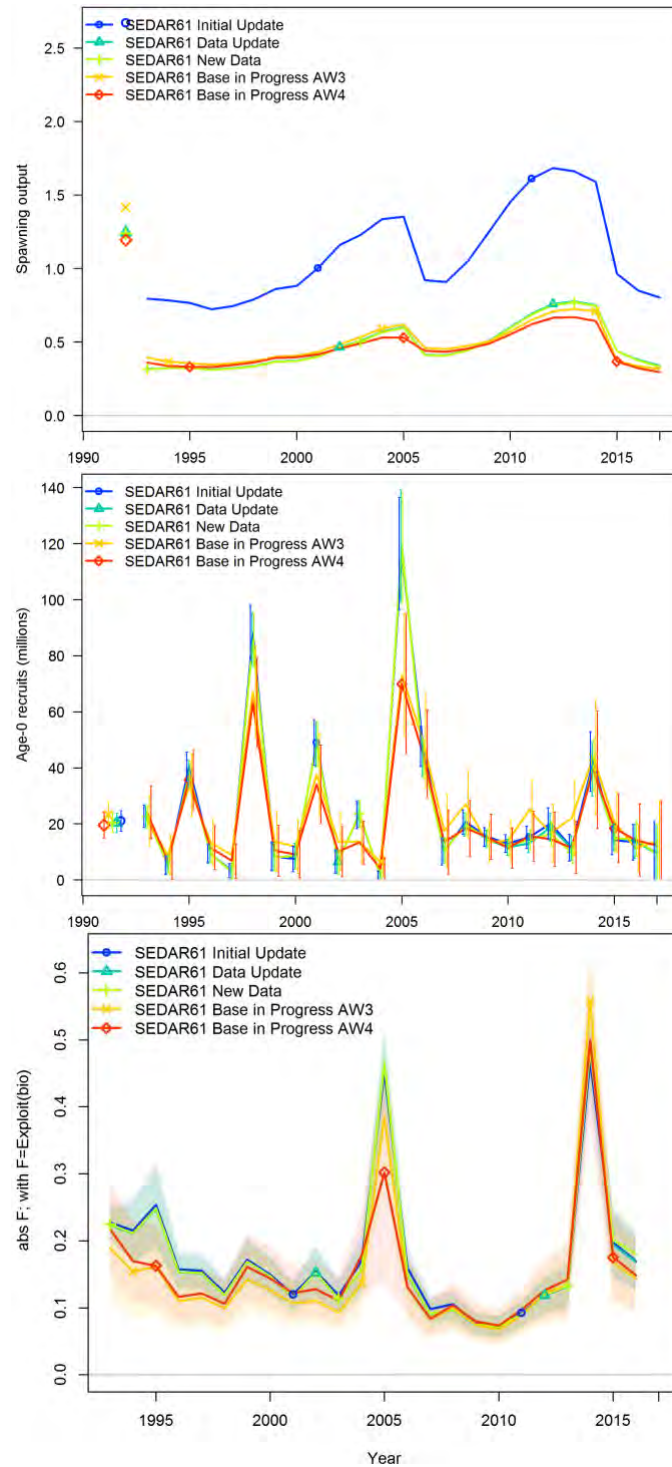 SEDAR61 Initial Update
SEDAR61 Data Update
SEDAR61 New Data
SEDAR61 Base in Progress AW3
SEDAR61 Base in Progress AW4
Spawning output
2.5
2.0
1.5
1.0
0.5
0.0
1990 1995 2000 2005 2010 2015
SEDAR61 Initial Update
SEDAR61 Data Update
SEDAR61 New Data
SEDAR61 Base in Progress AW3
SEDAR61 Base in Progress AW4
Age-0 recruits (millions)
140
120
100
80
60
40
20
0
1990 1995 2000 2005 2010 2015
SEDAR61 Initial Update
SEDAR61 Data Update
SEDAR61 New Data
SEDAR61 Base in Progress AW3
SEDAR61 Base in Progress AW4
abs F; with F=Exploit(bio)
0.6
0.5
0.4
0.3
0.2
0.1
0.0
1995 2000 2005 2010 2015
Year